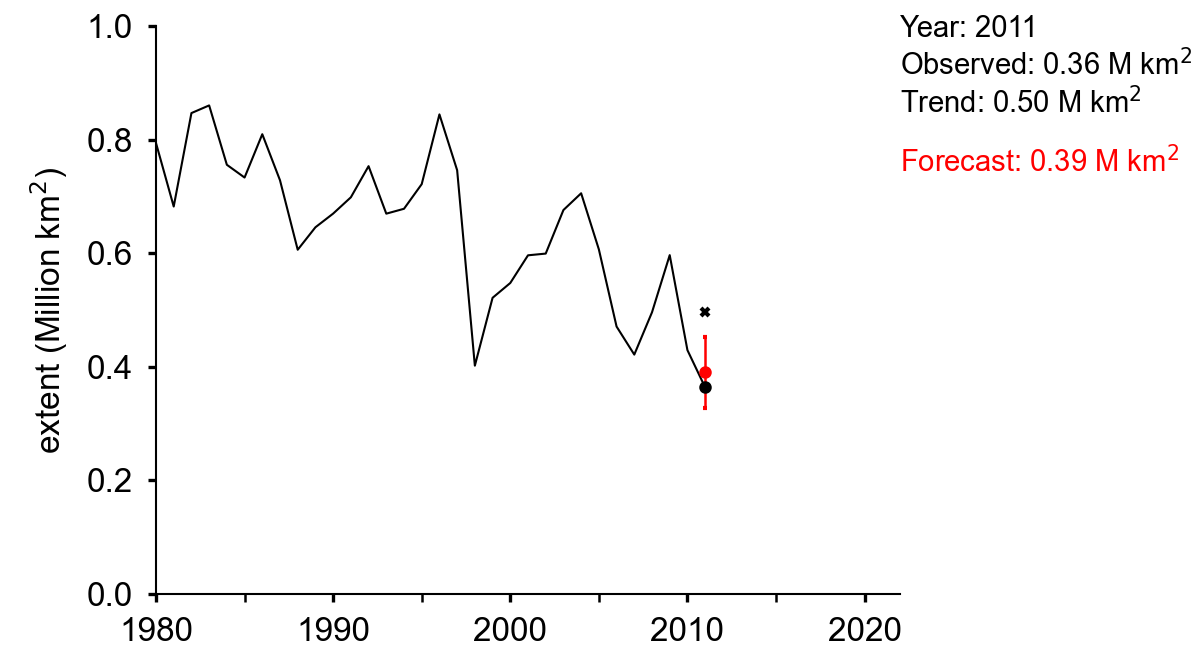 Year: 2011
Observed: 0.36 M km²
Trend: 0.50 M km²
Forecast: 0.39 M km²
extent (Million km²)
1.0
0.8
0.6
0.4
0.2
0.0
1980 1990 2000 2010 2020